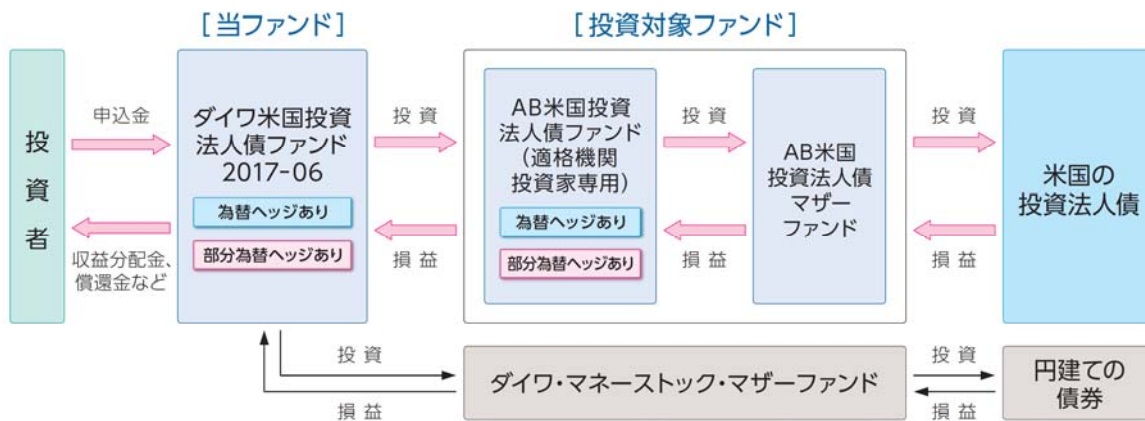 [当ファンド]
[投資対象ファンド]
投資者
申込金
収益分配金、
償還金など
ダイワ米国投資
法人債ファンド
2017-06
為替ヘッジあり
部分為替ヘッジあり
投資
損益
AB米国投資
法人債ファンド
(適格機関
投資家専用)
為替ヘッジあり
部分為替ヘッジあり
投資
損益
AB米国
投資法人債
マザー
ファンド
投資
損益
米国の
投資法人債
投資
損益
ダイワ・マネーストック・マザーファンド
投資
損益
円建ての
債券